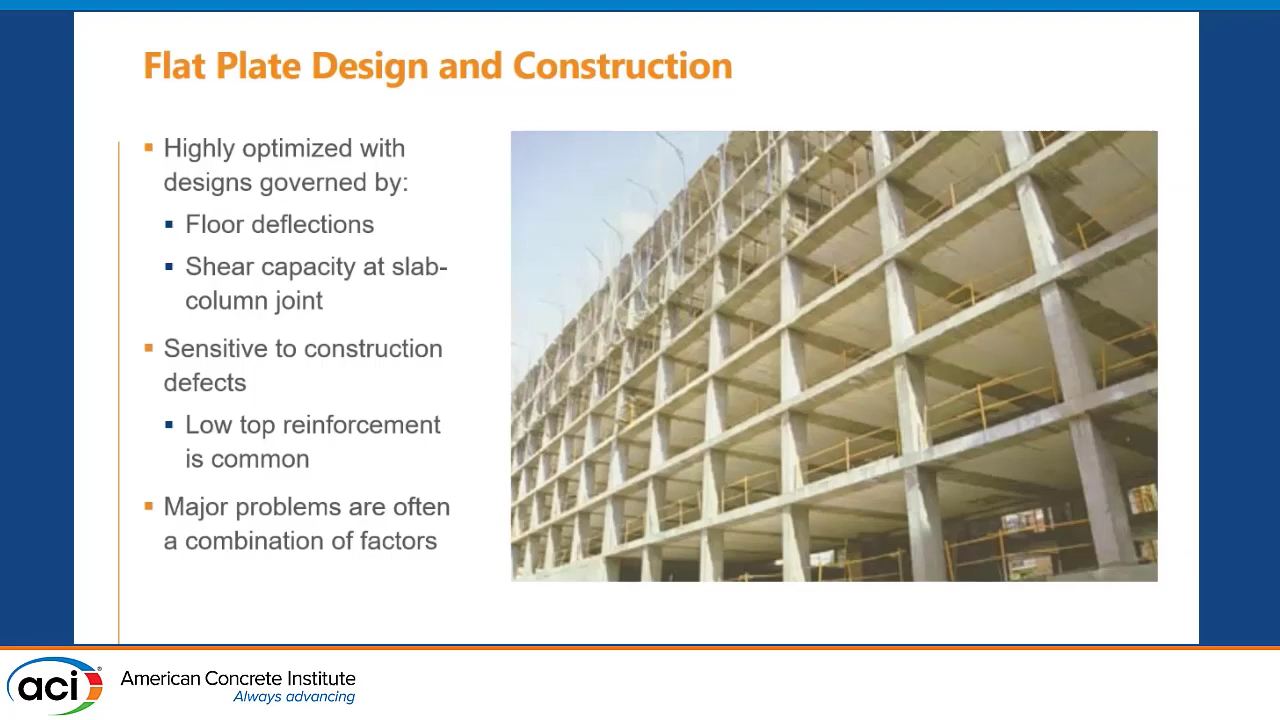 Flat Plate Design and Construction
Highly optimized with
designs governed by:
Floor deflections
Shear capacity at slab-
column joint
Sensitive to construction
defects
Low top reinforcement
is common
Major problems are often
a combination of factors
aci®
American Concrete Institute
Always advancing